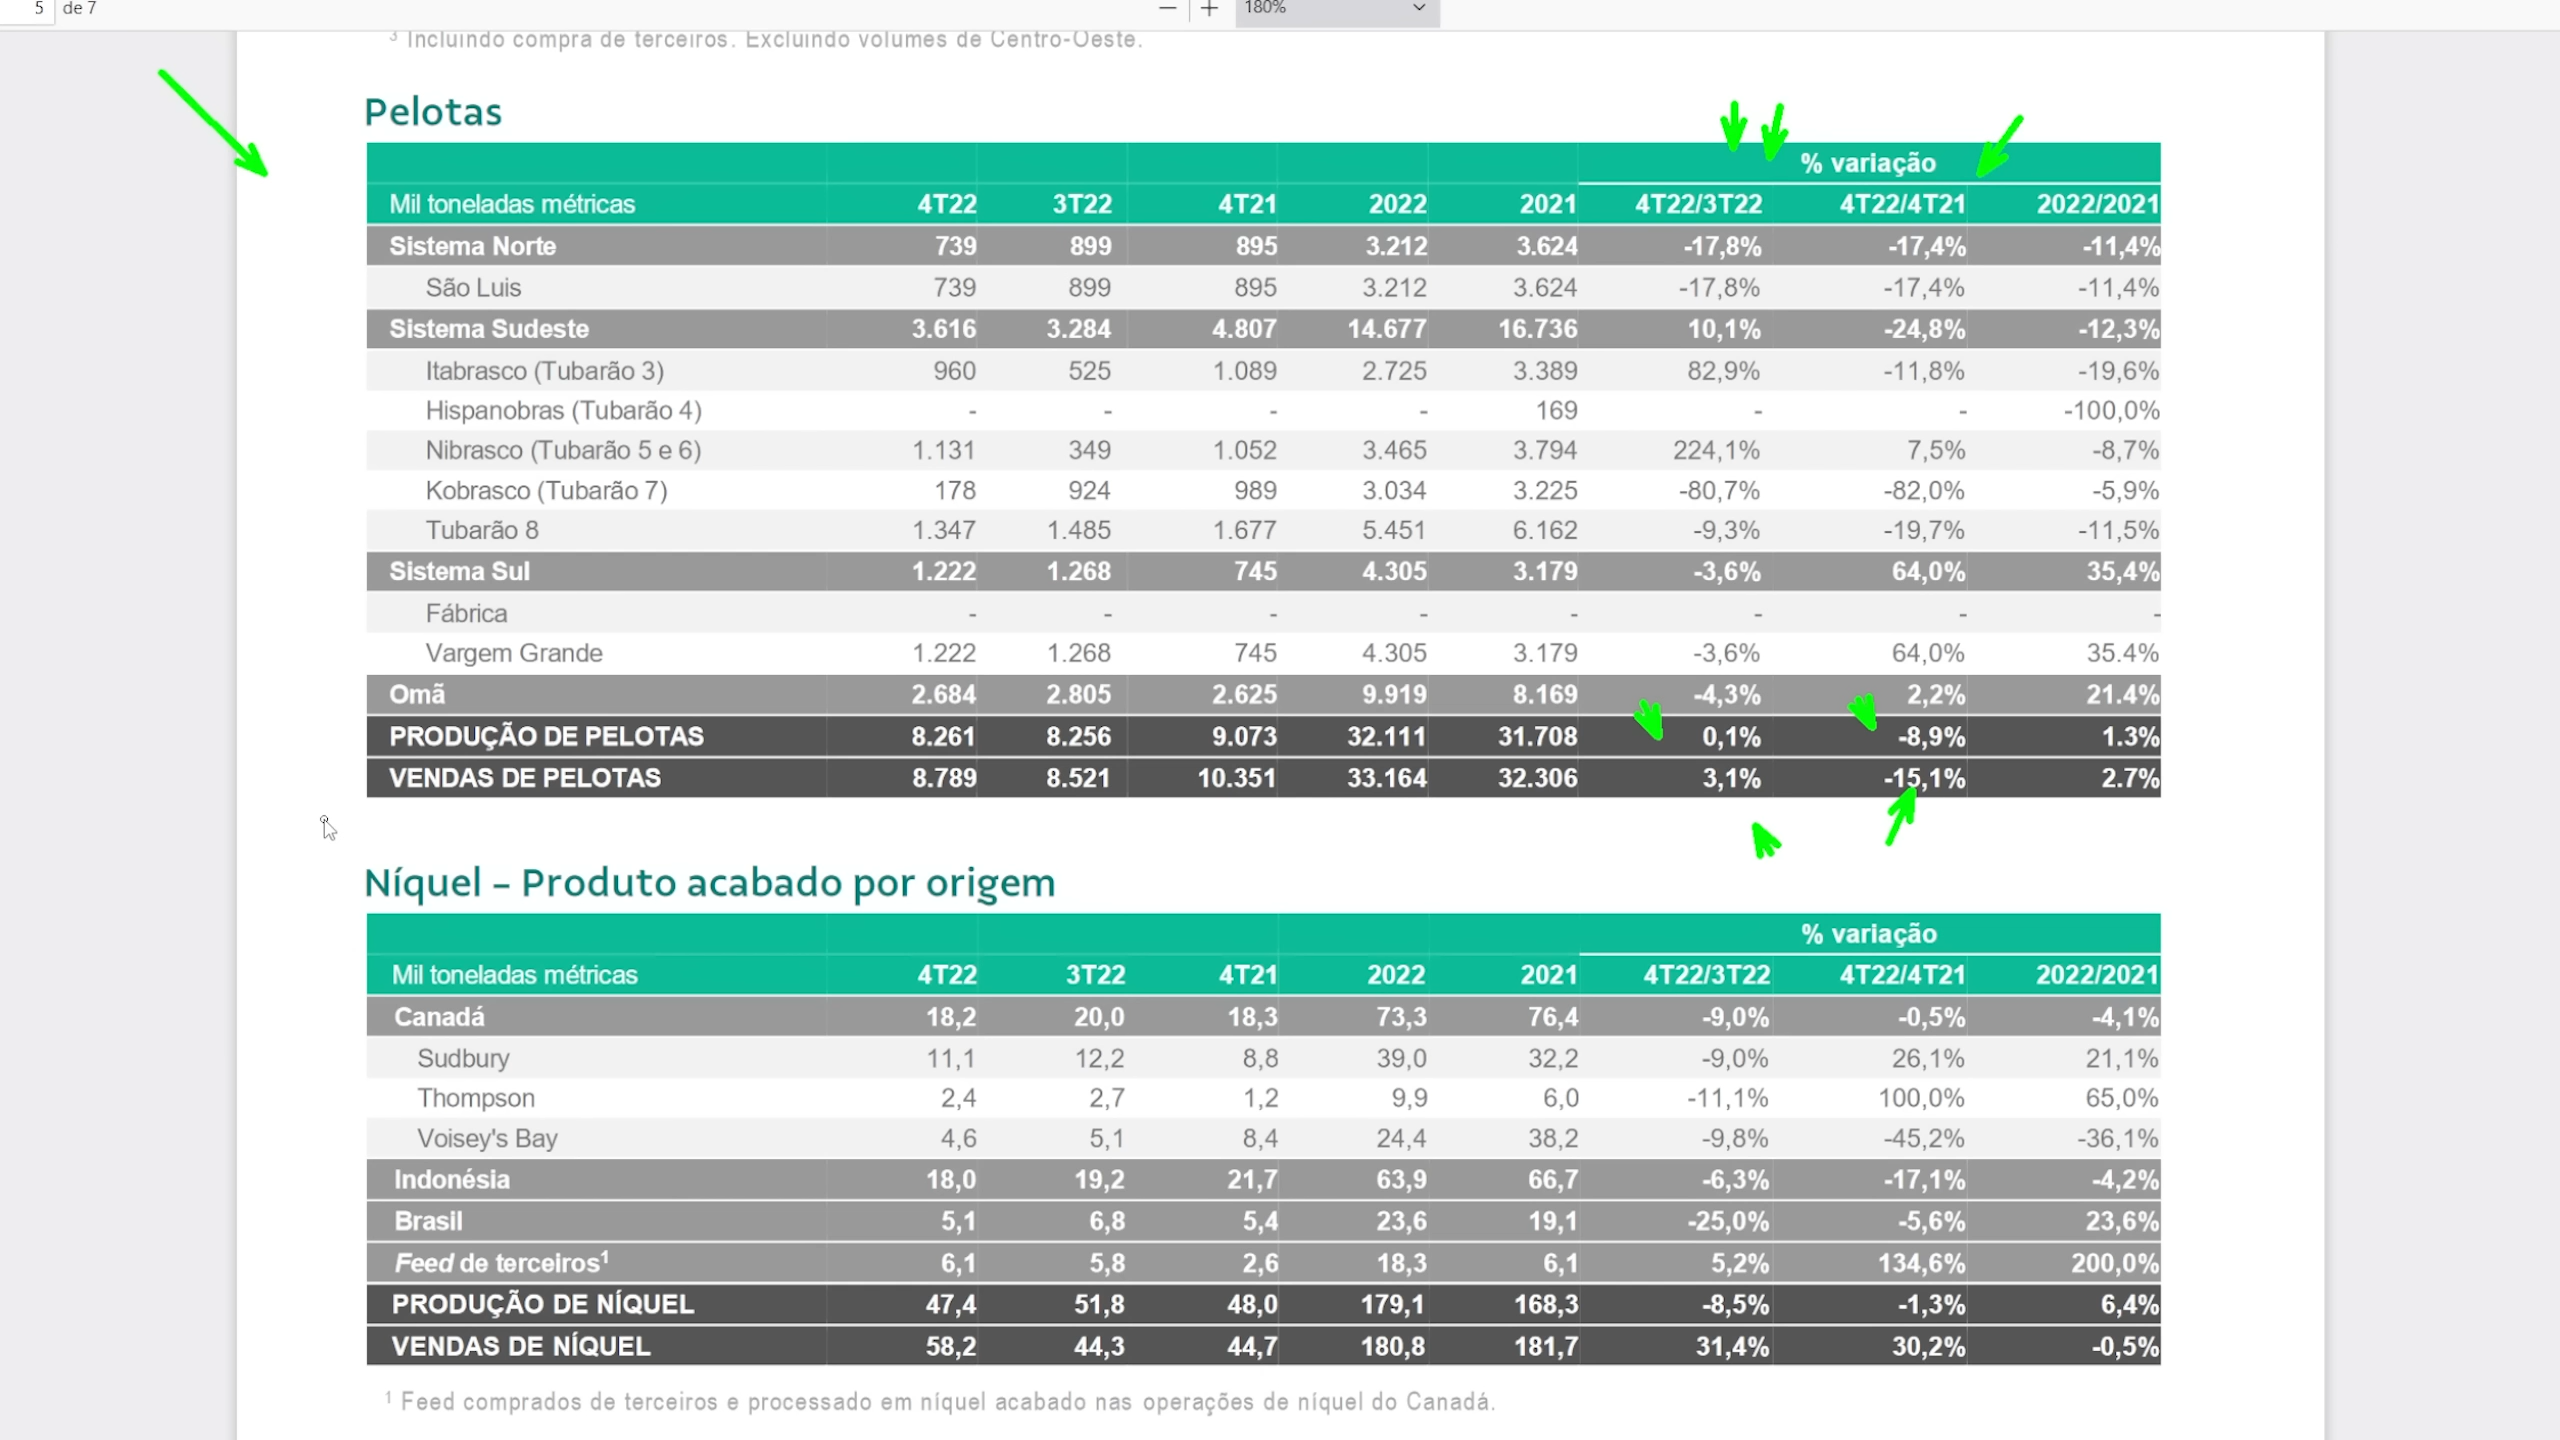 5 de 7 180%
³ Incluindo compra de terceiros. Excluindo volumes de Centro-Oeste.
Pelotas
% variação
Mil toneladas métricas 4T22 3T22 4T21 2022 2021 4T22/3T22 4T22/4T21 2022/2021
Sistema Norte 739 899 895 3.212 3.624 -17,8% -17,4% -11,4%
São Luis 739 899 895 3.212 3.624 -17,8% -17,4% -11,4%
Sistema Sudeste 3.616 3.284 4.807 14.677 16.736 10,1% -24,8% -12,3%
Itabrasco (Tubarão 3) 960 525 1.089 2.725 3.389 82,9% -11,8% -19,6%
Hispanobras (Tubarão 4) - - - - 169 - - -100,0%
Nibrasco (Tubarão 5 e 6) 1.131 349 1.052 3.465 3.794 224,1% 7,5% -8,7%
Kobrasco (Tubarão 7) 178 924 989 3.034 3.225 -80,7% -82,0% -5,9%
Tubarão 8 1.347 1.485 1.677 5.451 6.162 -9,3% -19,7% -11,5%
Sistema Sul 1.222 1.268 745 4.305 3.179 -3,6% 64,0% 35,4%
Fábrica - - - - - - - -
Vargem Grande 1.222 1.268 745 4.305 3.179 -3,6% 64,0% 35.4%
Omã 2.684 2.805 2.625 9.919 8.169 -4,3% 2,2% 21.4%
PRODUÇÃO DE PELOTAS 8.261 8.256 9.073 32.111 31.708 0,1% -8,9% 1.3%
VENDAS DE PELOTAS 8.789 8.521 10.351 33.164 32.306 3,1% -15,1% 2.7%
Níquel – Produto acabado por origem
% variação
Mil toneladas métricas 4T22 3T22 4T21 2022 2021 4T22/3T22 4T22/4T21 2022/2021
Canadá 18,2 20,0 18,3 73,3 76,4 -9,0% -0,5% -4,1%
Sudbury 11,1 12,2 8,8 39,0 32,2 -9,0% 26,1% 21,1%
Thompson 2,4 2,7 1,2 9,9 6,0 -11,1% 100,0% 65,0%
Voisey's Bay 4,6 5,1 8,4 24,4 38,2 -9,8% -45,2% -36,1%
Indonésia 18,0 19,2 21,7 63,9 66,7 -6,3% -17,1% -4,2%
Brasil 5,1 6,8 5,4 23,6 19,1 -25,0% -5,6% 23,6%
Feed de terceiros¹ 6,1 5,8 2,6 18,3 6,1 5,2% 134,6% 200,0%
PRODUÇÃO DE NÍQUEL 47,4 51,8 48,0 179,1 168,3 -8,5% -1,3% 6,4%
VENDAS DE NÍQUEL 58,2 44,3 44,7 180,8 181,7 31,4% 30,2% -0,5%
¹ Feed comprados de terceiros e processado em níquel acabado nas operações de níquel do Canadá.